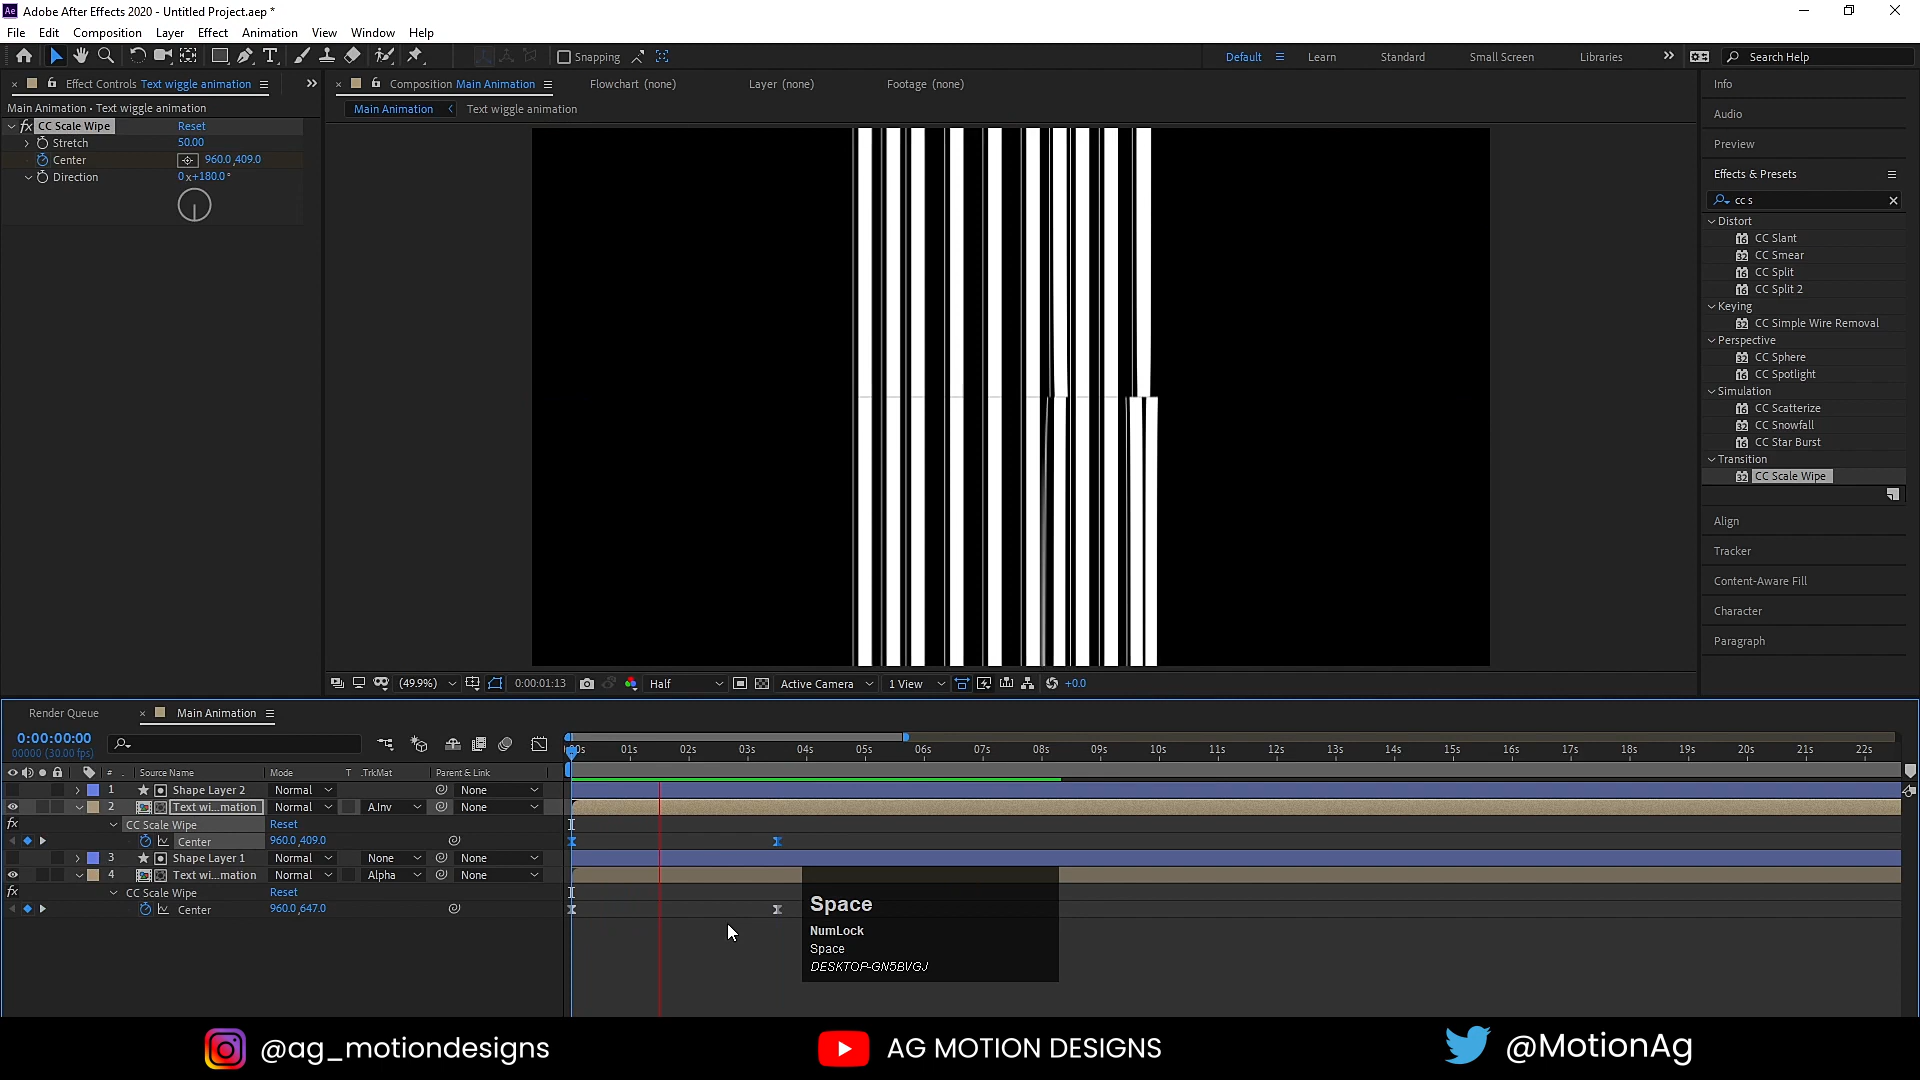 Adobe After Effects 2020 - Untitled Project.aep *
File Edit Composition Layer Effect Animation View Window Help
Snapping Default Learn Standard Small Screen Libraries Search Help
Effect Controls Text wiggle animation
Composition Main Animation Flowchart (none) Layer (none) Footage (none)
Main Animation • Text wiggle animation
Main Animation Text wiggle animation
fx CC Scale Wipe Reset
Stretch 50.00
Center 960.0,409.0
Direction 0x+180.0°
Info
Audio
Preview
Effects & Presets
cc s
Distort
CC Slant
CC Smear
CC Split
CC Split 2
Keying
CC Simple Wire Removal
Perspective
CC Sphere
CC Spotlight
Simulation
CC Scatterize
CC Snowfall
CC Star Burst
Transition
CC Scale Wipe
Align
Tracker
Content-Aware Fill
Character
Paragraph
(49.9%) 0:00:01:13 Half Active Camera 1 View +0.0
Render Queue Main Animation
0:00:00:00
00000 (30.00 fps)
01s 02s 03s 04s 05s 06s 07s 08s 09s 10s 11s 12s 13s 14s 15s 16s 17s 18s 19s 20s 21s 22s
# Source Name Mode T .TrkMat Parent & Link
1 Shape Layer 2 Normal None
2 Text wi...mation Normal A.Inv None
fx CC Scale Wipe Reset
Center 960.0,409.0
3 Shape Layer 1 Normal None None
4 Text wi...mation Normal Alpha None
fx CC Scale Wipe Reset
Center 960.0,647.0
Space
NumLock
Space
DESKTOP-GN5BVGJ
@ag_motiondesigns AG MOTION DESIGNS @MotionAg